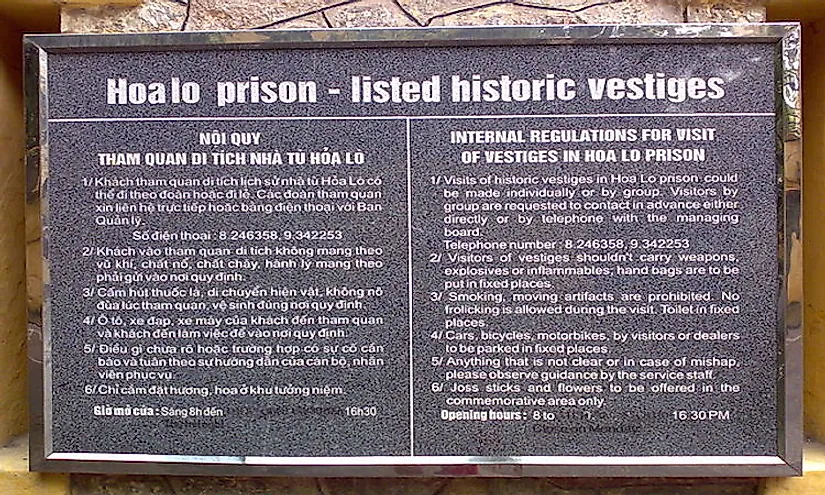 Hoalo prison - listed historic vestiges
NỘI QUY
THAM QUAN DI TÍCH NHÀ TÙ HỎA LÒ
1/ Khách tham quan di tích lịch sử nhà tù Hỏa Lò có
thể đi theo đoàn hoặc đi lẻ. Các đoàn tham quan
xin liên hệ trực tiếp hoặc bằng điện thoại với Ban
Quản lý.
Số điện thoại : 8.246358, 9.342253
2/ Khách vào tham quan di tích không mang theo
vũ khí, chất nổ, chất cháy, hành lý mang theo
phải gửi vào nơi quy định.
3/ Cấm hút thuốc lá, di chuyển hiện vật, không nô
đùa lúc tham quan, vệ sinh đúng nơi quy định.
4/ Ô tô, xe đạp, xe máy của khách đến tham quan
và khách đến làm việc để vào nơi quy định.
5/ Điều gì chưa rõ hoặc trường hợp có sự cố cần
báo và tuân theo sự hướng dẫn của cán bộ, nhân
viên phục vụ.
6/ Chỉ cắm đặt hương, hoa ở khu tưởng niệm.
Giờ mở cửa : Sáng 8h đến 16h30
INTERNAL REGULATIONS FOR VISIT
OF VESTIGES IN HOA LO PRISON
1/ Visits of historic vestiges in Hoa Lo prison could
be made individually or by group. Visitors by
group are requested to contact in advance either
directly or by telephone with the managing
board.
Telephone number : 8.246358, 9.342253
2/ Visitors of vestiges shouldn't carry weapons,
explosives or inflammables; hand bags are to be
put in fixed places.
3/ Smoking, moving artifacts are prohibited. No
frolicking is allowed during the visit. Toilet in fixed
places.
4/ Cars, bicycles, motorbikes, by visitors or dealers
to be parked in fixed places
5/ Anything that is not clear or in case of mishap,
please observe guidance by the service staff
6/ Joss sticks and flowers to be offered in the
commemorative area only.
Opening hours : 8 to 16.30 PM